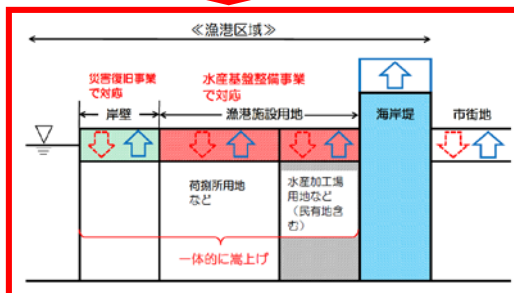 ≪漁港区域≫
災害復旧事業
で対応
水産基盤整備事業
で対応
岸壁
漁港施設用地
海岸堤
市街地
荷捌所用地
など
水産加工場
用地など
（民有地含
む）
一体的に嵩上げ